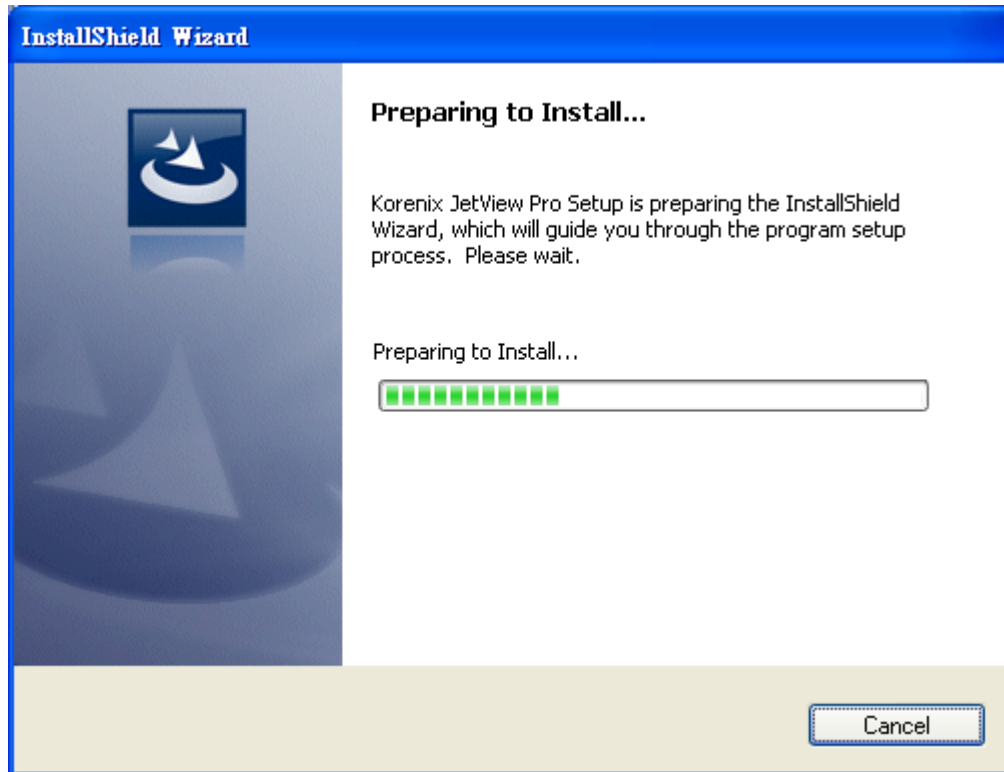 InstallShield Wizard
Preparing to Install...
Korenix JetView Pro Setup is preparing the InstallShield
Wizard, which will guide you through the program setup
process.  Please wait.
Preparing to Install...
Cancel